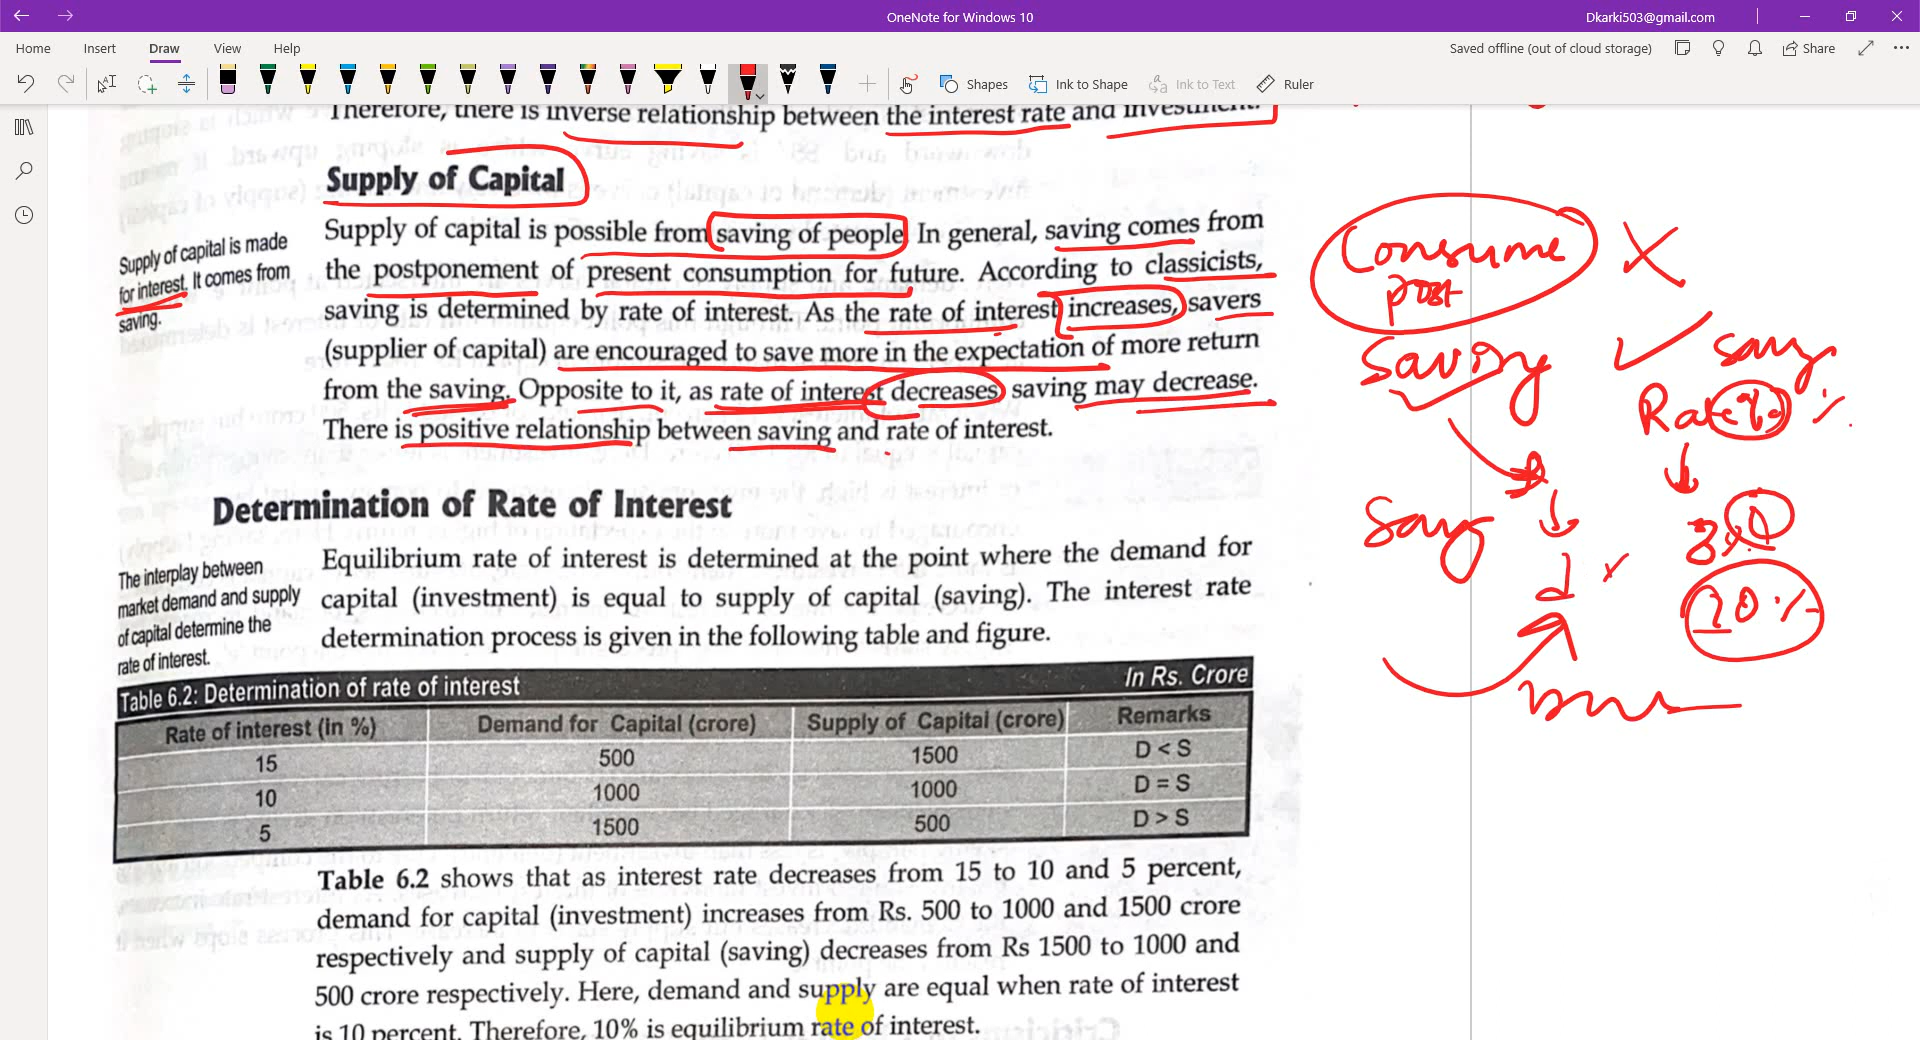 OneNote for Windows 10
Dkarki503@gmail.com
Home Insert Draw View Help
Saved offline (out of cloud storage) Share
Shapes Ink to Shape Ink to Text Ruler
Therefore, there is inverse relationship between the interest rate and investment.
Supply of Capital
Supply of capital is made
for interest. It comes from
saving.
Supply of capital is possible from saving of people. In general, saving comes from
the postponement of present consumption for future. According to classicists,
saving is determined by rate of interest. As the rate of interest increases, savers
(supplier of capital) are encouraged to save more in the expectation of more return
from the saving. Opposite to it, as rate of interest decreases, saving may decrease.
There is positive relationship between saving and rate of interest.
Consume
post
Saving
Rate %
20 %
Determination of Rate of Interest
The interplay between
market demand and supply
of capital determine the
rate of interest.
Equilibrium rate of interest is determined at the point where the demand for
capital (investment) is equal to supply of capital (saving). The interest rate
determination process is given in the following table and figure.
Table 6.2: Determination of rate of interest In Rs. Crore
Rate of interest (in %) Demand for Capital (crore) Supply of Capital (crore) Remarks
15 500 1500 D < S
10 1000 1000 D = S
5 1500 500 D > S
Table 6.2 shows that as interest rate decreases from 15 to 10 and 5 percent,
demand for capital (investment) increases from Rs. 500 to 1000 and 1500 crore
respectively and supply of capital (saving) decreases from Rs 1500 to 1000 and
500 crore respectively. Here, demand and supply are equal when rate of interest
is 10 percent. Therefore, 10% is equilibrium rate of interest.